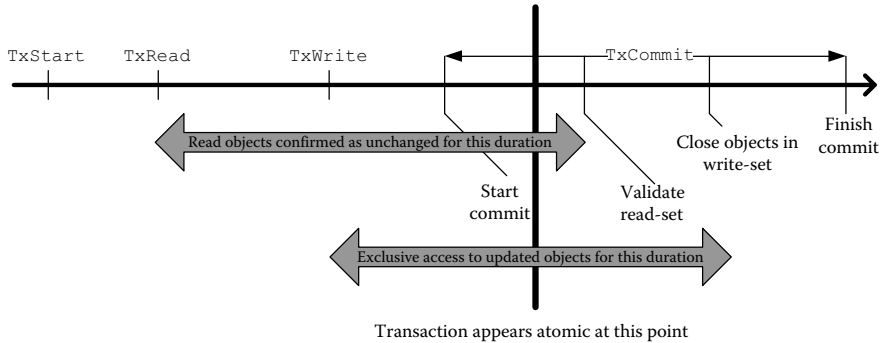 TxStart
TxRead
TxWrite
TxCommit
Read objects confirmed as unchanged for this duration
Start
commit
Validate
read-set
Close objects in
write-set
Finish
commit
Exclusive access to updated objects for this duration
Transaction appears atomic at this point